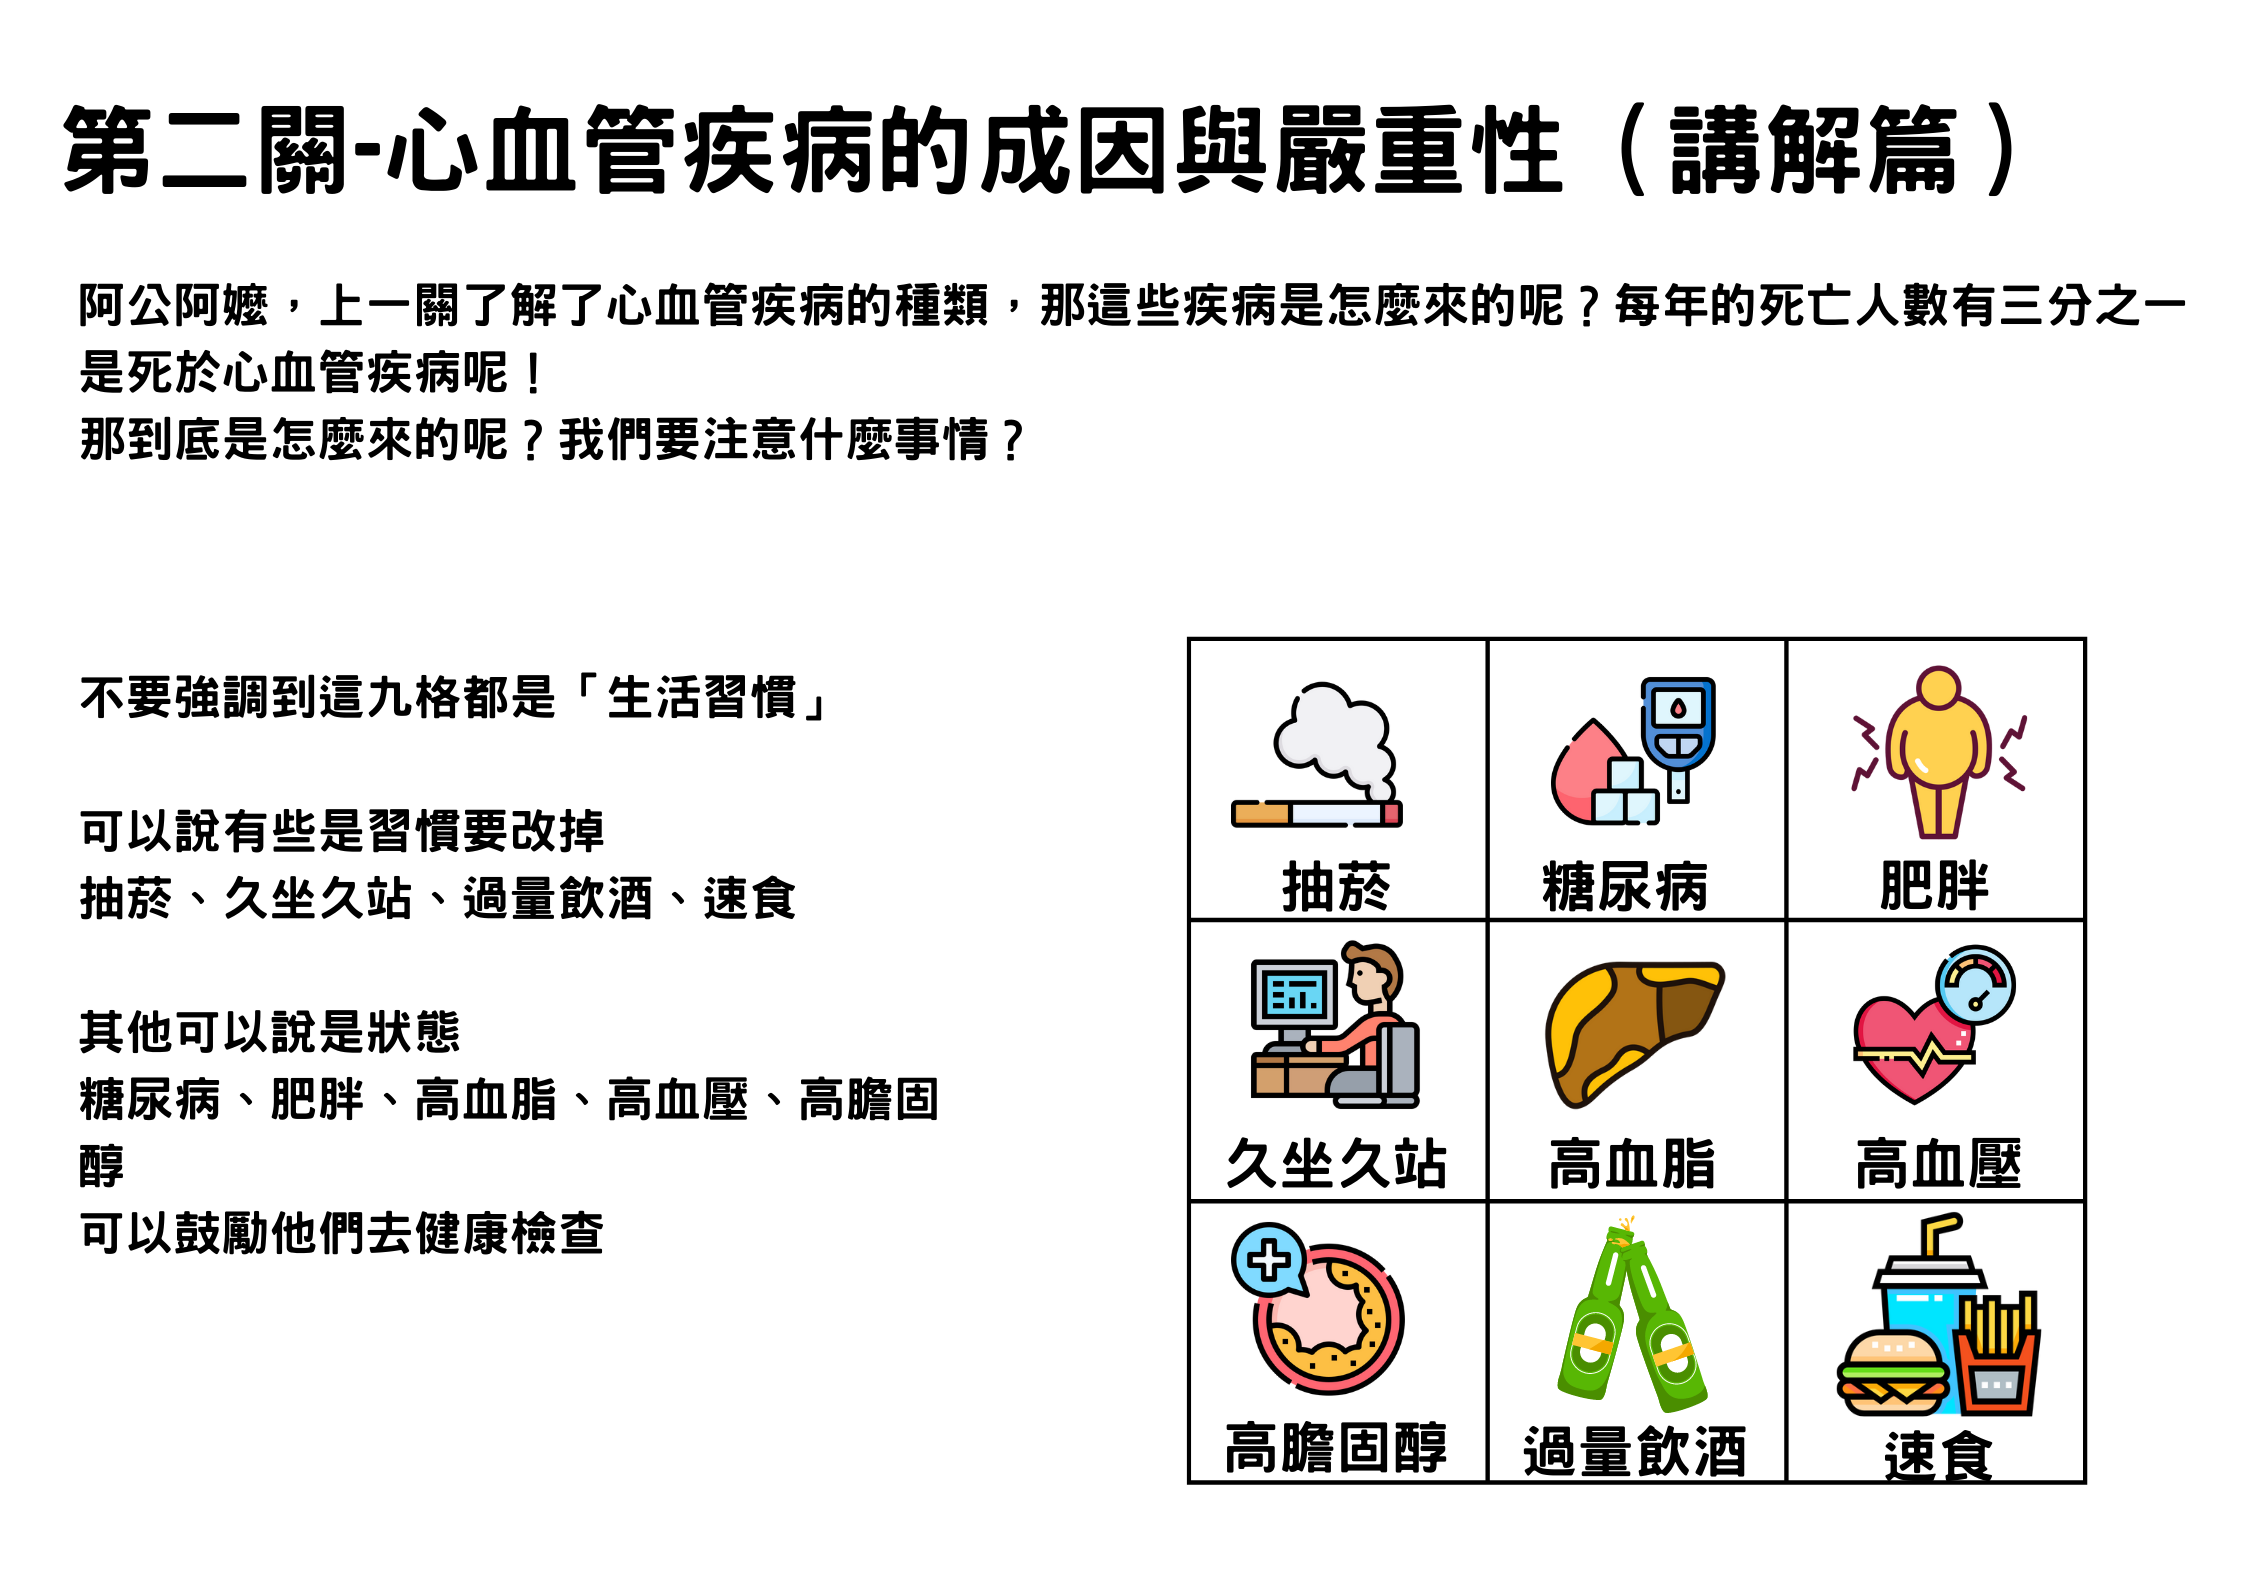 第二關-心血管疾病的成因與嚴重性（講解篇）
阿公阿嬤，上一關了解了心血管疾病的種類，那這些疾病是怎麼來的呢？每年的死亡人數有三分之一
是死於心血管疾病呢！
那到底是怎麼來的呢？我們要注意什麼事情？
不要強調到這九格都是「生活習慣」
可以說有些是習慣要改掉
抽菸、久坐久站、過量飲酒、速食
其他可以說是狀態
糖尿病、肥胖、高血脂、高血壓、高膽固
醇
可以鼓勵他們去健康檢查
抽菸
糖尿病
肥胖
久坐久站
高血脂
高血壓
高膽固醇
過量飲酒
速食